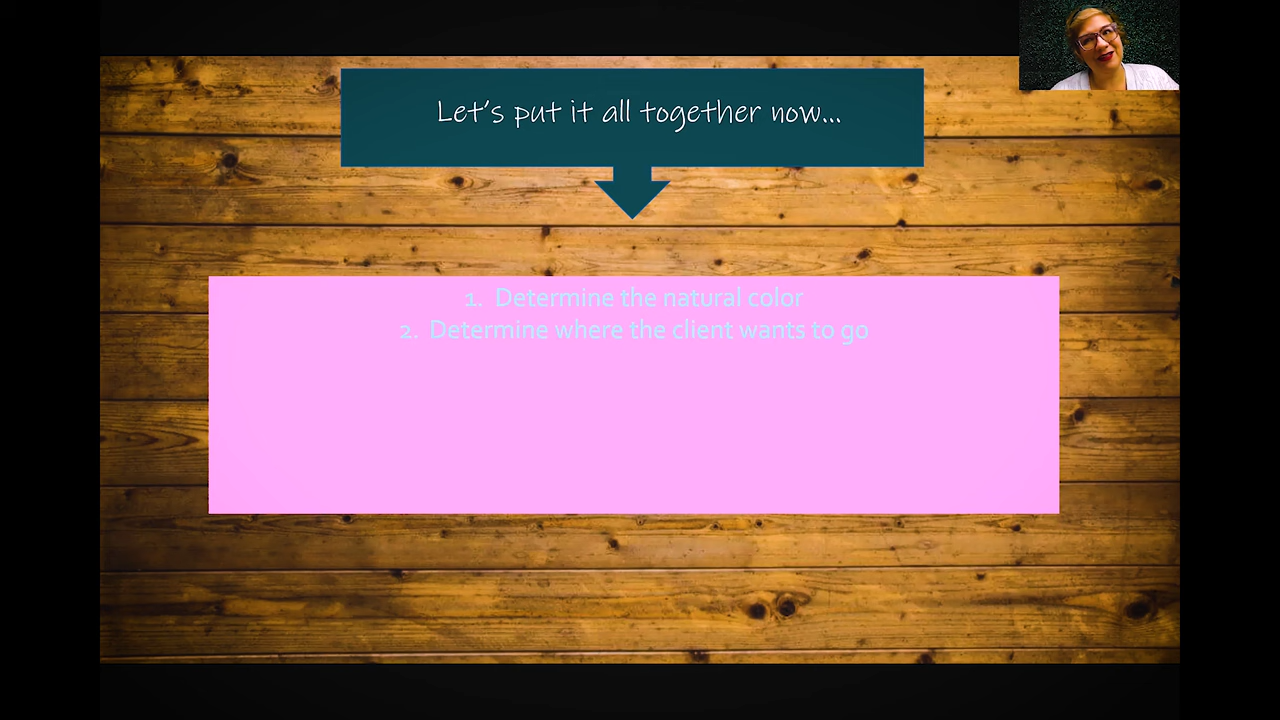 Let's put it all together now...
1. Determine the natural color
2. Determine where the client wants to go